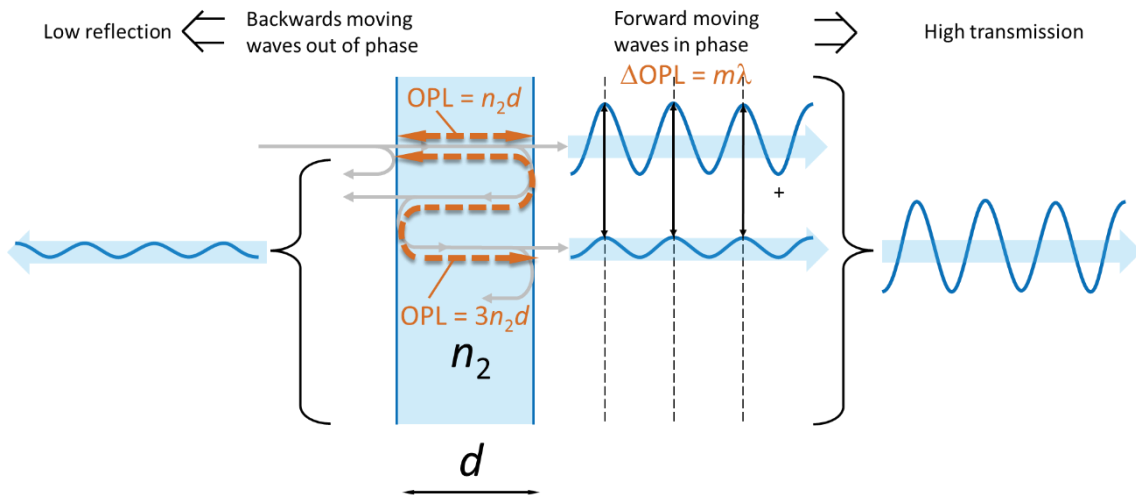 Low reflection
Backwards moving
waves out of phase
Forward moving
waves in phase
ΔOPL = mλ
High transmission
OPL = n₂d
+
OPL = 3n₂d
n₂
d